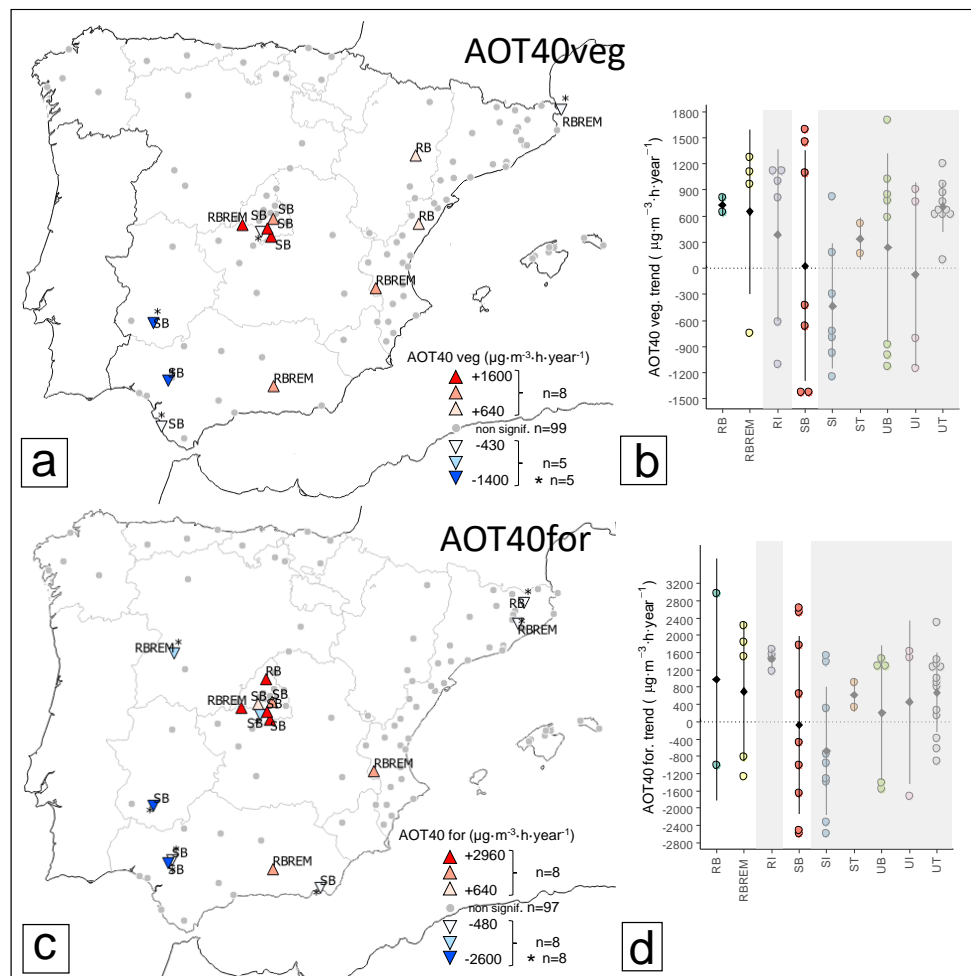 AOT40veg
*
RBREM
RB
RB
SB
SB
RBREM
SB
*
SB
RBREM
*
SB
SB
RBREM
*
SB
AOT40 veg (µg·m⁻³·h·year⁻¹)
+1600
n=8
+640
non signif. n=99
-430
n=5
-1400
* n=5
a
AOT40 veg. trend ( µg·m⁻³·h·year⁻¹)
1800
1500
1200
900
600
300
0
-300
-600
-900
-1200
-1500
RB
RBREM
RI
SB
SI
ST
UB
UI
UT
b
AOT40for
*
RB
*
RBREM
*
RBREM
RB
RBREM
SB
SB
SB
*
SB
RBREM
SB
*
*
SB
SB
RBREM
SB
*
AOT40 for (µg·m⁻³·h·year⁻¹)
+2960
n=8
+640
non signif. n=97
-480
n=8
-2600
* n=8
c
AOT40 for. trend ( µg·m⁻³·h·year⁻¹)
3200
2800
2400
2000
1600
1200
800
400
0
-400
-800
-1200
-1600
-2000
-2400
-2800
RB
RBREM
RI
SB
SI
ST
UB
UI
UT
d